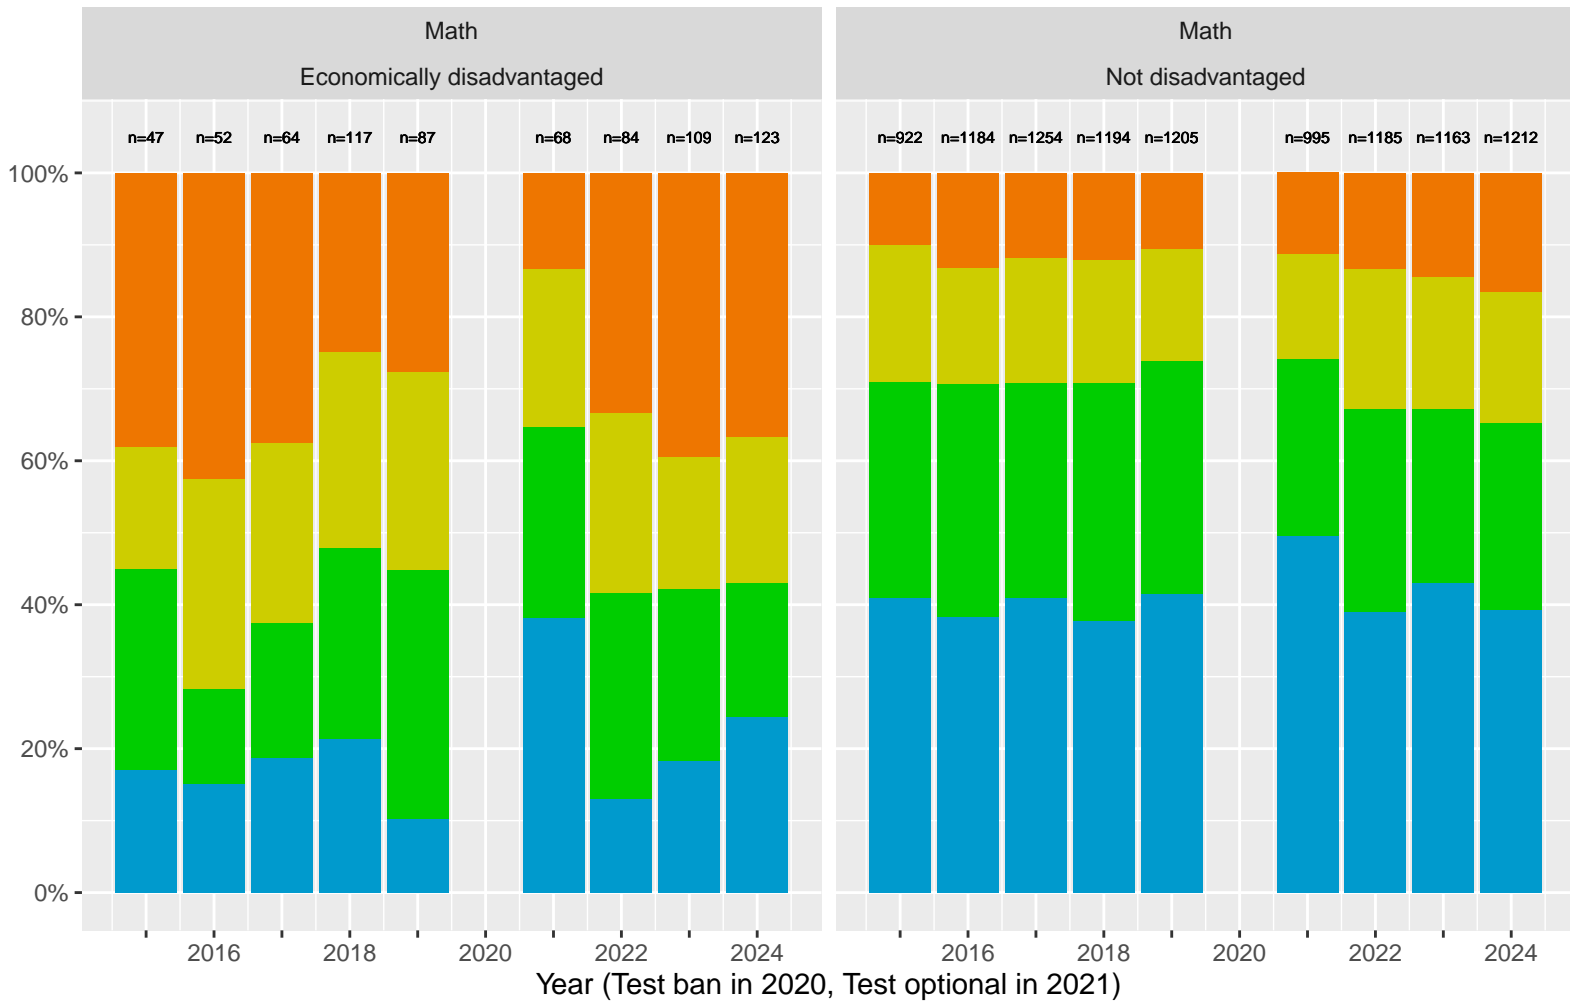 Math
Math
Economically disadvantaged
Not disadvantaged
n=47 n=52 n=64 n=117 n=87 n=68 n=84 n=109 n=123
n=922 n=1184 n=1254 n=1194 n=1205 n=995 n=1185 n=1163 n=1212
100%
80%
60%
40%
20%
0%
2016 2018 2020 2022 2024
2016 2018 2020 2022 2024
Year (Test ban in 2020, Test optional in 2021)